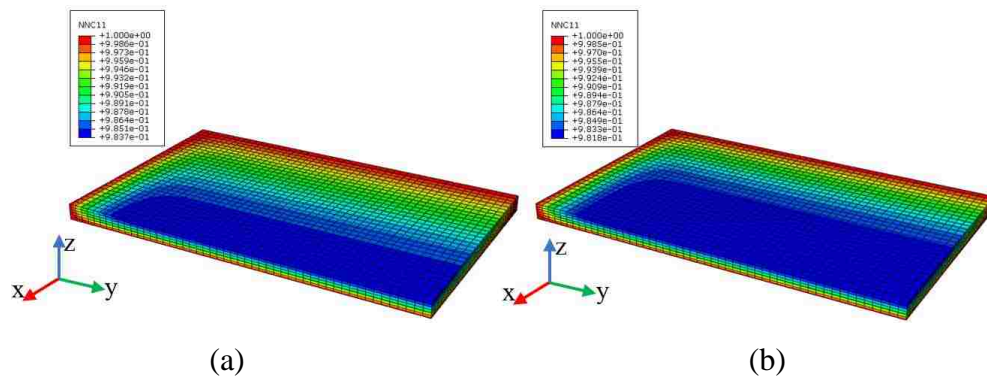 NNC11
+1.000e+00
+9.986e-01
+9.973e-01
+9.959e-01
+9.946e-01
+9.932e-01
+9.919e-01
+9.905e-01
+9.891e-01
+9.878e-01
+9.864e-01
+9.851e-01
+9.837e-01
z
x
y
(a)
NNC11
+1.000e+00
+9.985e-01
+9.970e-01
+9.955e-01
+9.939e-01
+9.924e-01
+9.909e-01
+9.894e-01
+9.879e-01
+9.864e-01
+9.849e-01
+9.833e-01
+9.818e-01
z
x
y
(b)